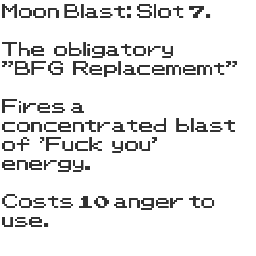 Moon Blast: Slot 7.
The obligatory
"BFG Replacememt"
Fires a
concentrated blast
of 'Fuck you'
energy.
Costs 10 anger to
use.